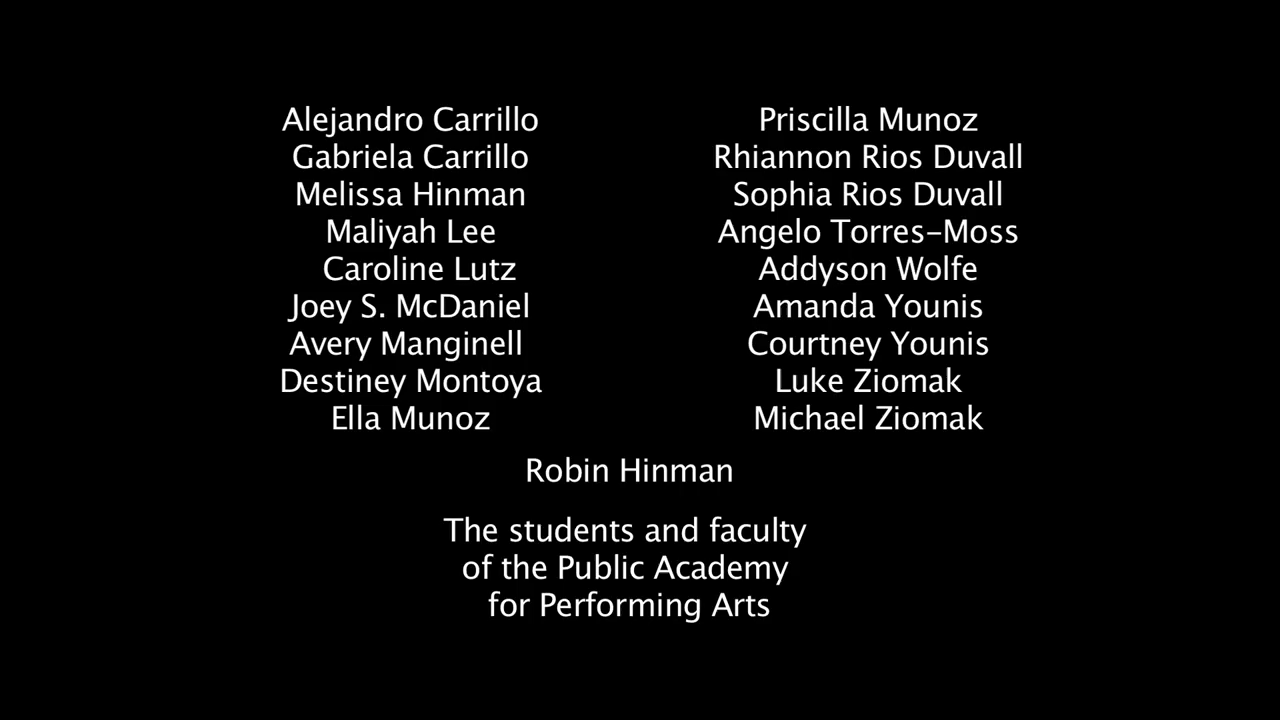 Alejandro Carrillo
Gabriela Carrillo
Melissa Hinman
Maliyah Lee
Caroline Lutz
Joey S. McDaniel
Avery Manginell
Destiney Montoya
Ella Munoz
Priscilla Munoz
Rhiannon Rios Duvall
Sophia Rios Duvall
Angelo Torres-Moss
Addyson Wolfe
Amanda Younis
Courtney Younis
Luke Ziomak
Michael Ziomak
Robin Hinman
The students and faculty
of the Public Academy
for Performing Arts